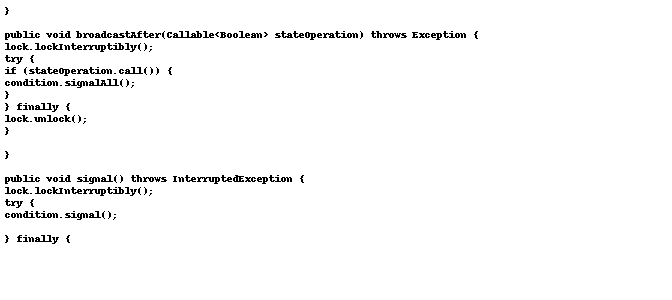 }
public void broadcastAfter(Callable<Boolean> stateOperation) throws Exception {
lock.lockInterruptibly();
try {
if (stateOperation.call()) {
condition.signalAll();
}
} finally {
lock.unlock();
}
}
public void signal() throws InterruptedException {
lock.lockInterruptibly();
try {
condition.signal();
} finally {